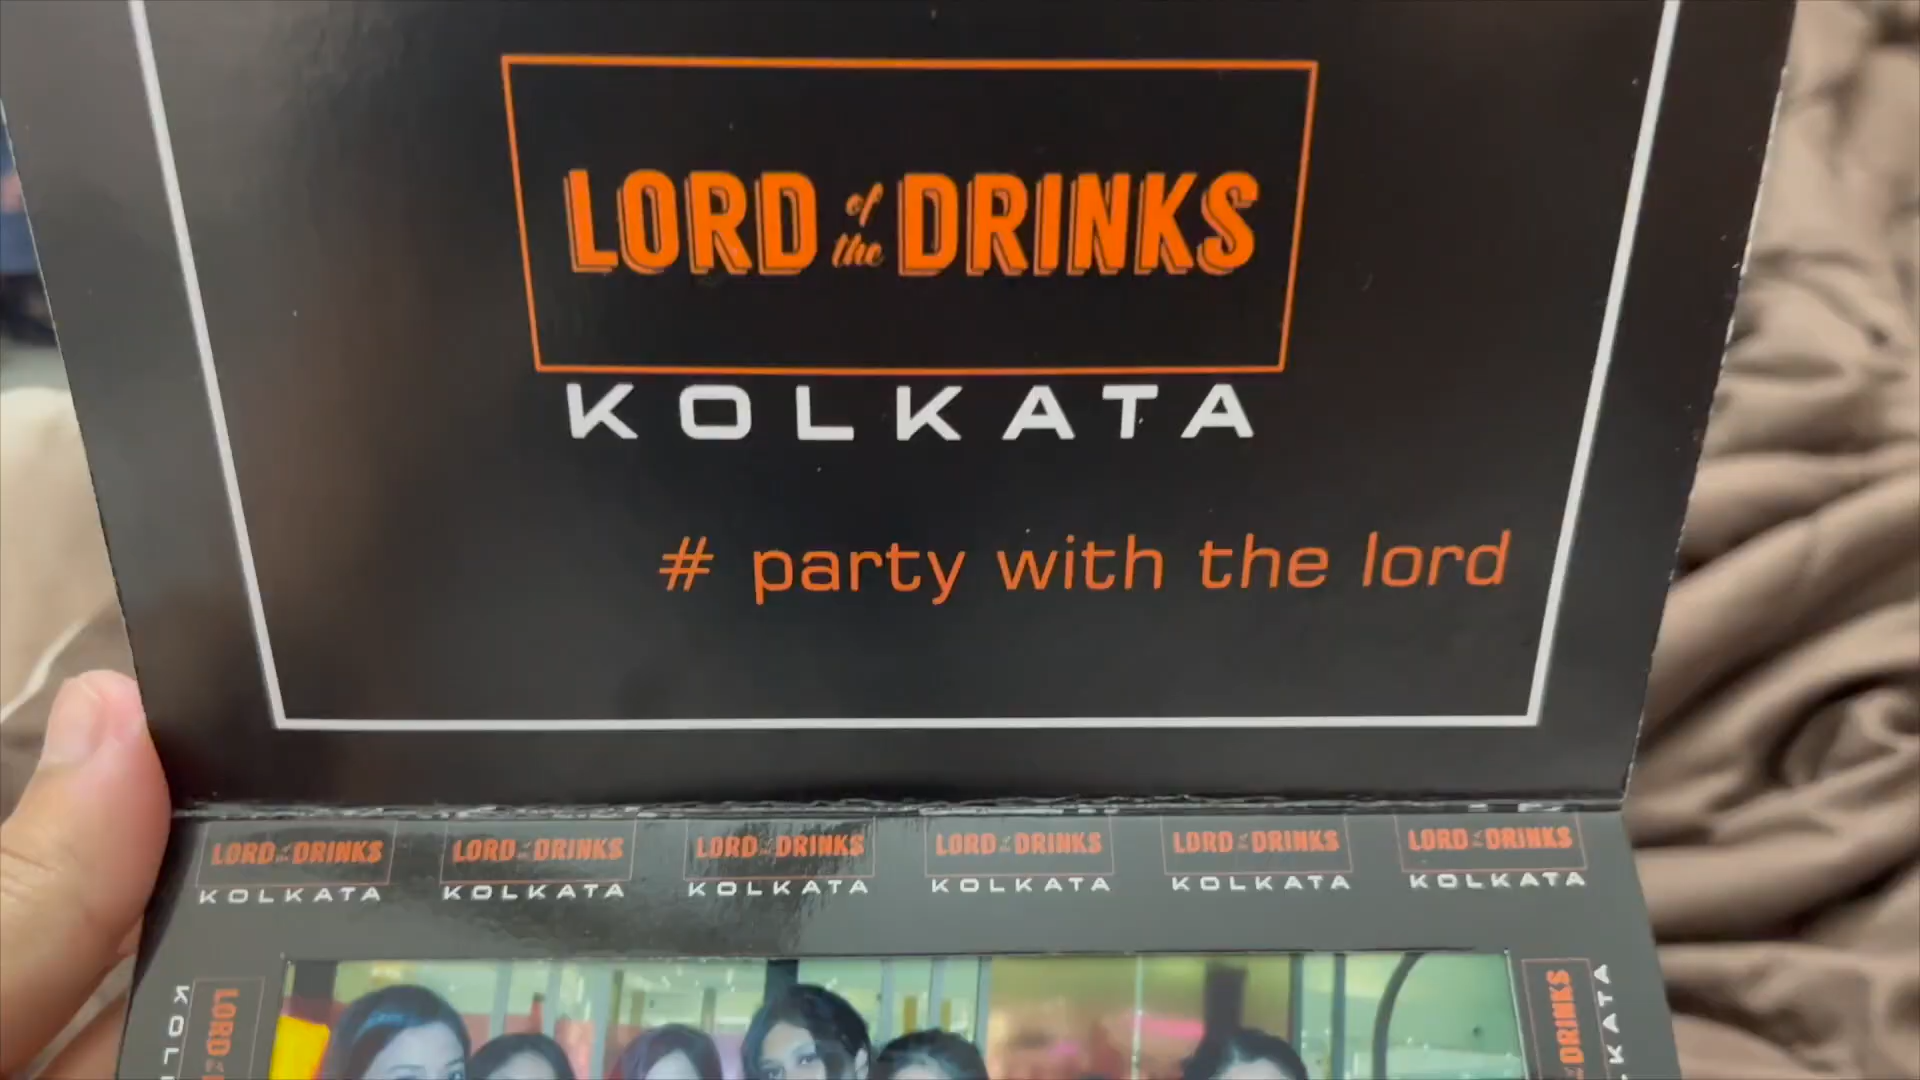 LORD of the DRINKS
KOLKATA
# party with the lord
LORD of the DRINKS LORD of the DRINKS LORD of the DRINKS LORD of the DRINKS LORD of the DRINKS LORD of the DRINKS
KOLKATA KOLKATA KOLKATA KOLKATA KOLKATA KOLKATA
LORD
DRINKS